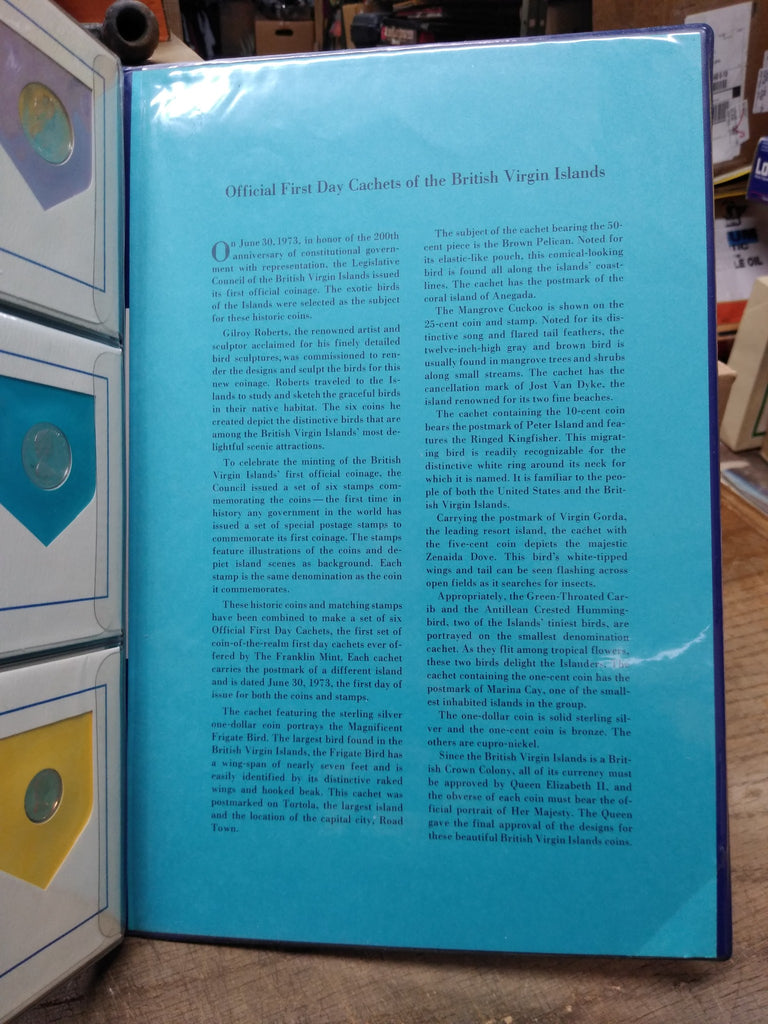 Official First Day Cachets of the British Virgin Islands
On June 30, 1973, in honor of the 200th
anniversary of constitutional govern-
ment with representation, the Legislative
Council of the British Virgin Islands issued
its first official coinage. The exotic birds
of the Islands were selected as the subject
for these historic coins.
Gilroy Roberts, the renowned artist and
sculptor acclaimed for his finely detailed
bird sculptures, was commissioned to ren-
der the designs and sculpt the birds for this
new coinage. Roberts traveled to the Is-
lands to study and sketch the graceful birds
in their native habitat. The six coins he
created depict the distinctive birds that are
among the British Virgin Islands' most de-
lightful scenic attractions.
To celebrate the minting of the British
Virgin Islands' first official coinage, the
Council issued a set of six stamps com-
memorating the coins — the first time in
history any government in the world has
issued a set of special postage stamps to
commemorate its first coinage. The stamps
feature illustrations of the coins and de-
pict island scenes as background. Each
stamp is the same denomination as the coin
it commemorates.
These historic coins and matching stamps
have been combined to make a set of six
Official First Day Cachets, the first set of
coin-of-the-realm first day cachets ever of-
fered by The Franklin Mint. Each cachet
carries the postmark of a different island
and is dated June 30, 1973, the first day of
issue for both the coins and stamps.
The cachet featuring the sterling silver
one-dollar coin portrays the Magnificent
Frigate Bird. The largest bird found in the
British Virgin Islands, the Frigate Bird has
a wing-span of nearly seven feet and is
easily identified by its distinctive raked
wings and hooked beak. This cachet was
postmarked on Tortola, the largest island
and the location of the capital city, Road
Town.
The subject of the cachet bearing the 50-
cent piece is the Brown Pelican. Noted for
its elastic-like pouch, this comical-looking
bird is found all along the islands' coast-
lines. The cachet has the postmark of the
coral island of Anegada.
The Mangrove Cuckoo is shown on the
25-cent coin and stamp. Noted for its dis-
tinctive song and flared tail feathers, the
twelve-inch-high gray and brown bird is
usually found in mangrove trees and shrubs
along small streams. The cachet has the
cancellation mark of Jost Van Dyke, the
island renowned for its two fine beaches.
The cachet containing the 10-cent coin
bears the postmark of Peter Island and fea-
tures the Ringed Kingfisher. This migrat-
ing bird is readily recognizable for the
distinctive white ring around its neck for
which it is named. It is familiar to the peo-
ple of both the United States and the Brit-
ish Virgin Islands.
Carrying the postmark of Virgin Gorda,
the leading resort island, the cachet with
the five-cent coin depicts the majestic
Zenaida Dove. This bird's white-tipped
wings and tail can be seen flashing across
open fields as it searches for insects.
Appropriately, the Green-Throated Car-
ib and the Antillean Crested Humming-
bird, two of the Islands' tiniest birds, are
portrayed on the smallest denomination
cachet. As they flit among tropical flowers,
these two birds delight the Islanders. The
cachet containing the one-cent coin has the
postmark of Marina Cay, one of the small-
est inhabited islands in the group.
The one-dollar coin is solid sterling sil-
ver and the one-cent coin is bronze. The
others are cupro-nickel.
Since the British Virgin Islands is a Brit-
ish Crown Colony, all of its currency must
be approved by Queen Elizabeth II, and
the obverse of each coin must bear the of-
ficial portrait of Her Majesty. The Queen
gave the final approval of the designs for
these beautiful British Virgin Islands coins.
LE OIL